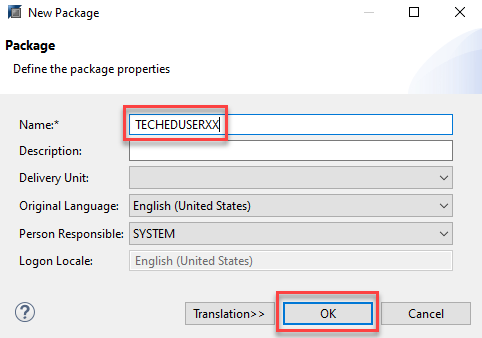 New Package
Package
Define the package properties
Name:* TECHEDUSERXX
Description:
Delivery Unit:
Original Language: English (United States)
Person Responsible: SYSTEM
Logon Locale: English (United States)
? Translation>> OK Cancel